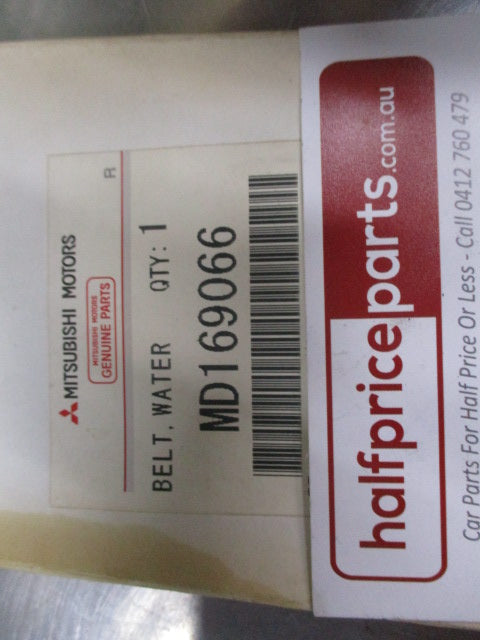 MITSUBISHI MOTORS
MITSUBISHI MOTORS
GENUINE PARTS
R
BELT, WATER QTY: 1
MD169066
halfpriceparts.com.au
Car Parts For Half Price Or Less - Call 0412 760 479